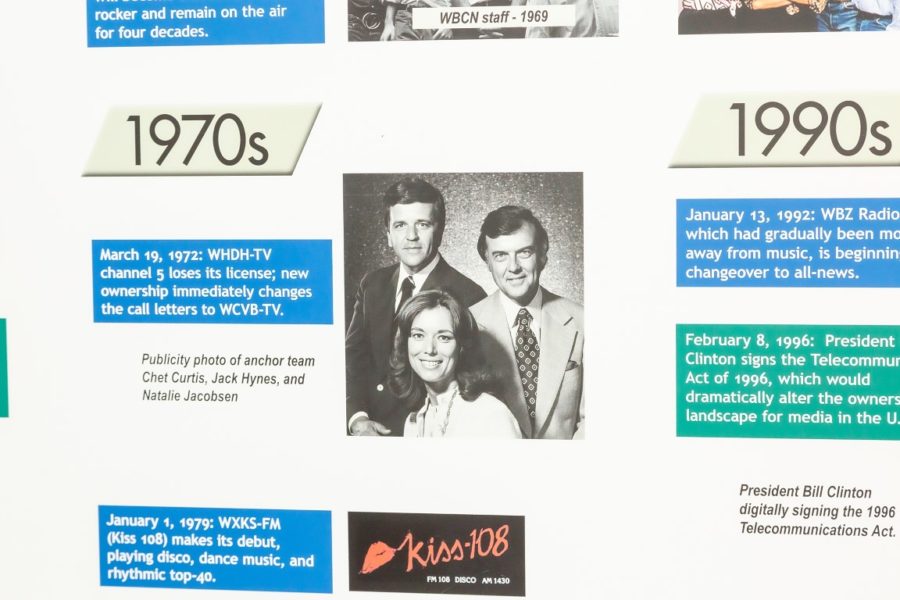 rocker and remain on the air
for four decades.
WBCN staff - 1969
1970s
March 19, 1972: WHDH-TV
channel 5 loses its license; new
ownership immediately changes
the call letters to WCVB-TV.
Publicity photo of anchor team
Chet Curtis, Jack Hynes, and
Natalie Jacobsen
January 1, 1979: WXKS-FM
(Kiss 108) makes its debut,
playing disco, dance music, and
rhythmic top-40.
Kiss-108
FM 108 DISCO AM 1430
1990s
January 13, 1992: WBZ Radio
which had gradually been mo
away from music, is beginnin
changeover to all-news.
February 8, 1996: President
Clinton signs the Telecommun
Act of 1996, which would
dramatically alter the owners
landscape for media in the U.
President Bill Clinton
digitally signing the 1996
Telecommunications Act.